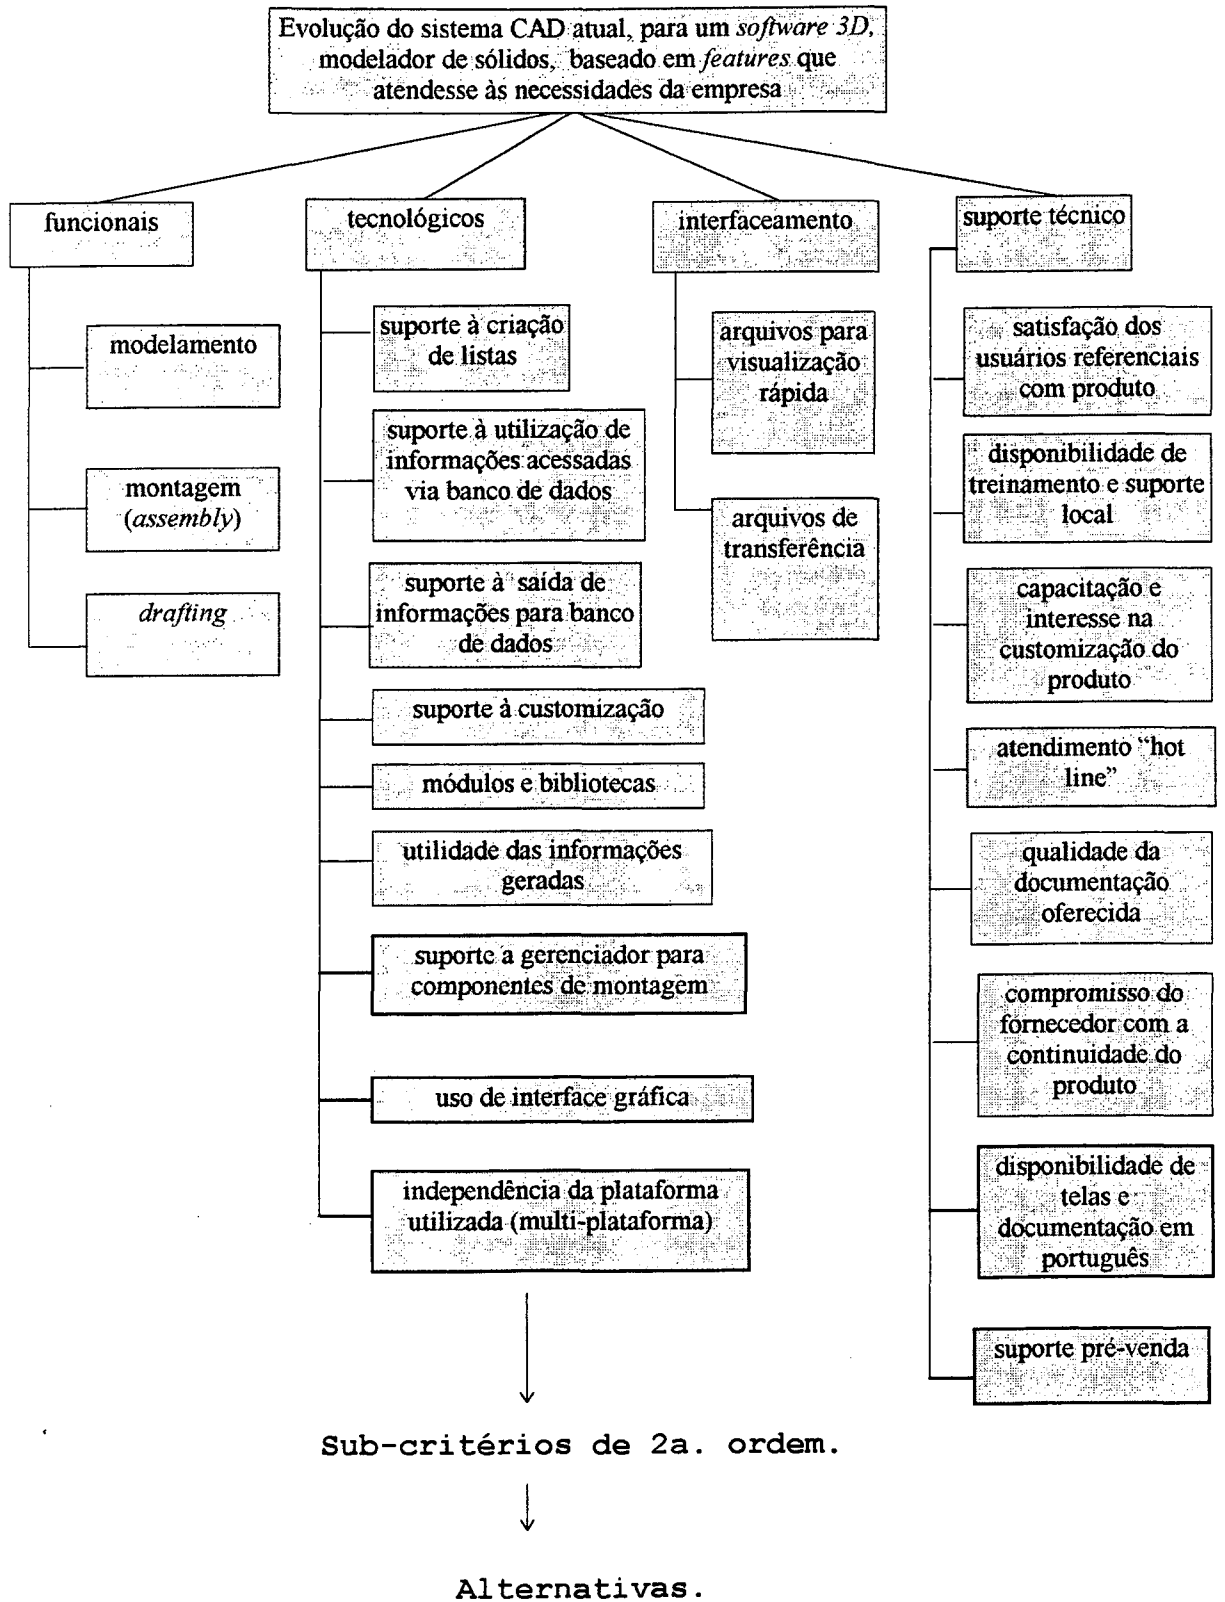 Evolução do sistema CAD atual, para um software 3D,
modelador de sólidos, baseado em features que
atendesse às necessidades da empresa
funcionais
modelamento
montagem
(assembly)
drafting
tecnológicos
suporte à criação
de listas
suporte à utilização de
informações acessadas
via banco de dados
suporte à saída de
informações para banco
de dados
suporte à customização
módulos e bibliotecas
utilidade das informações
geradas
suporte a gerenciador para
componentes de montagem
uso de interface gráfica
independência da plataforma
utilizada (multi-plataforma)
interfaceamento
arquivos para
visualização
rápida
arquivos de
transferência
suporte técnico
satisfação dos
usuários referenciais
com produto
disponibilidade de
treinamento e suporte
local
capacitação e
interesse na
customização do
produto
atendimento “hot
line”
qualidade da
documentação
oferecida
compromisso do
fornecedor com a
continuidade do
produto
disponibilidade de
telas e
documentação em
português
suporte pré-venda
Sub-critérios de 2a. ordem.
Alternativas.